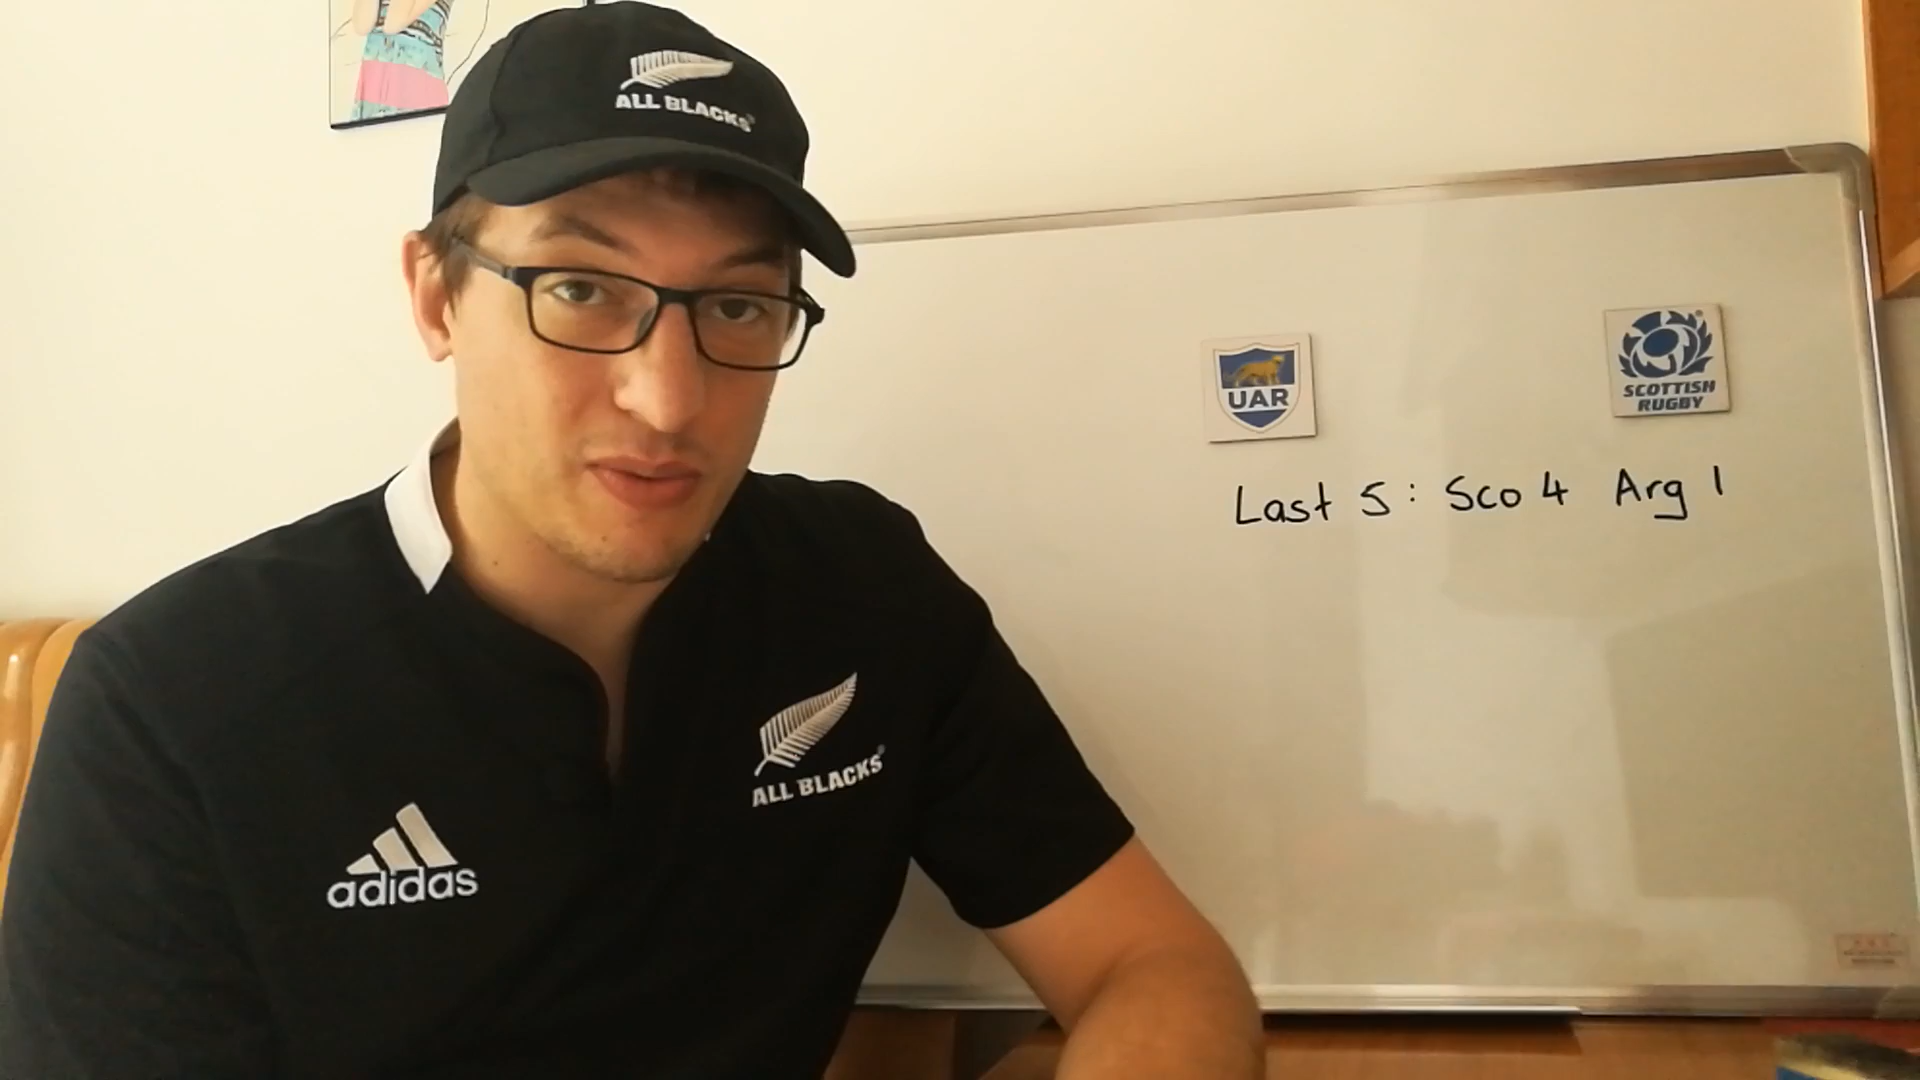 ALL BLACKS
UAR
SCOTTISH
RUGBY
Last 5: Sco 4 Arg 1
ALL BLACKS
adidas